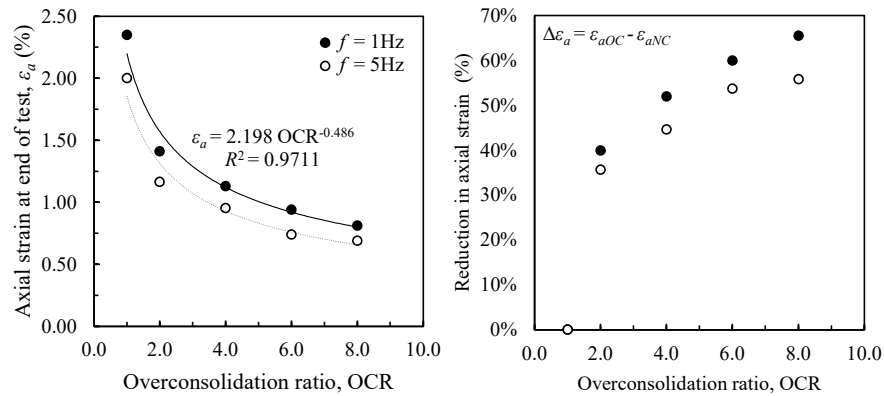 Axial strain at end of test, εa (%)
2.50
2.00
1.50
1.00
0.50
0.00
f = 1Hz
f = 5Hz
εa = 2.198 OCR-0.486
R2 = 0.9711
0.0 2.0 4.0 6.0 8.0 10.0
Overconsolidation ratio, OCR
Reduction in axial strain (%)
70%
60%
50%
40%
30%
20%
10%
0%
Δεa = εaOC - εaNC
0.0 2.0 4.0 6.0 8.0 10.0
Overconsolidation ratio, OCR